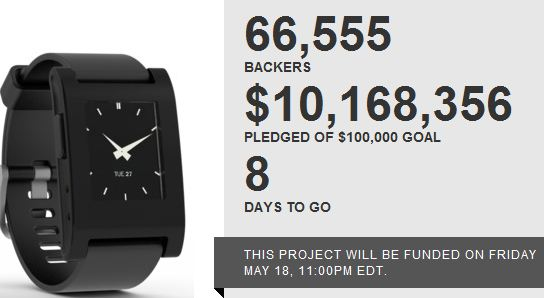 66,555
BACKERS
$10,168,356
PLEDGED OF $100,000 GOAL
8
DAYS TO GO
TUE 27
THIS PROJECT WILL BE FUNDED ON FRIDAY
MAY 18, 11:00PM EDT.